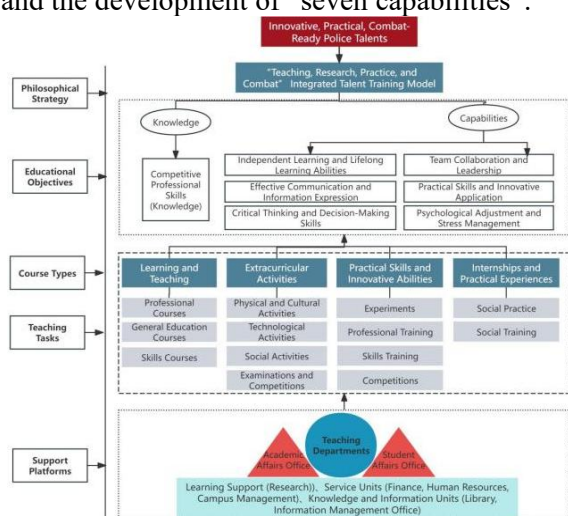 and the development of "seven capabilities".
Innovative, Practical, Combat-
Ready Police Talents
"Teaching, Research, Practice, and
Combat" Integrated Talent Training Model
Philosophical
Strategy
Knowledge
Capabilities
Educational
Objectives
Competitive
Professional
Skills
(Knowledge)
Independent Learning and Lifelong
Learning Abilities
Team Collaboration and
Leadership
Effective Communication and
Information Expression
Practical Skills and Innovative
Application
Critical Thinking and Decision-Making
Skills
Psychological Adjustment and
Stress Management
Course Types
Learning and
Teaching
Extracurricular
Activities
Practical Skills and
Innovative Abilities
Internships and
Practical Experiences
Teaching
Tasks
Professional
Courses
Physical and Cultural
Activities
Experiments
Social Practice
General Education
Courses
Technological
Activities
Professional Training
Social Training
Skills Courses
Social Activities
Skills Training
Examinations and
Competitions
Competitions
Support
Platforms
Teaching
Departments
Academic
Affairs Office
Student
Affairs Office
Learning Support (Research))、Service Units (Finance, Human Resources,
Campus Management)、Knowledge and Information Units (Library,
Information Management Office)